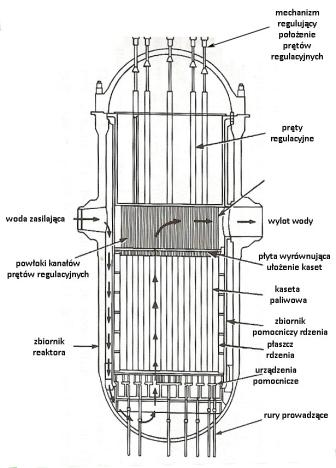 mechanizm
regulujący
położenie
prętów
regulacyjnych
pręty
regulacyjne
woda zasilająca
wylot wody
powłoki kanałów
prętów regulacyjnych
płyta wyrównująca
ułożenie kaset
kaseta
paliwowa
zbiornik
pomocniczy rdzenia
zbiornik
reaktora
płaszcz
rdzenia
urządzenia
pomocnicze
rury prowadzące